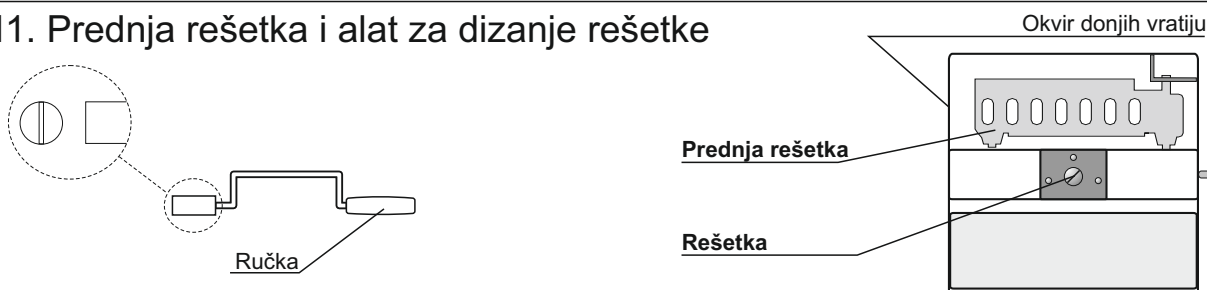 11. Prednja rešetka i alat za dizanje rešetke
Okvir donjih vratiju
Prednja rešetka
Rešetka
Ručka